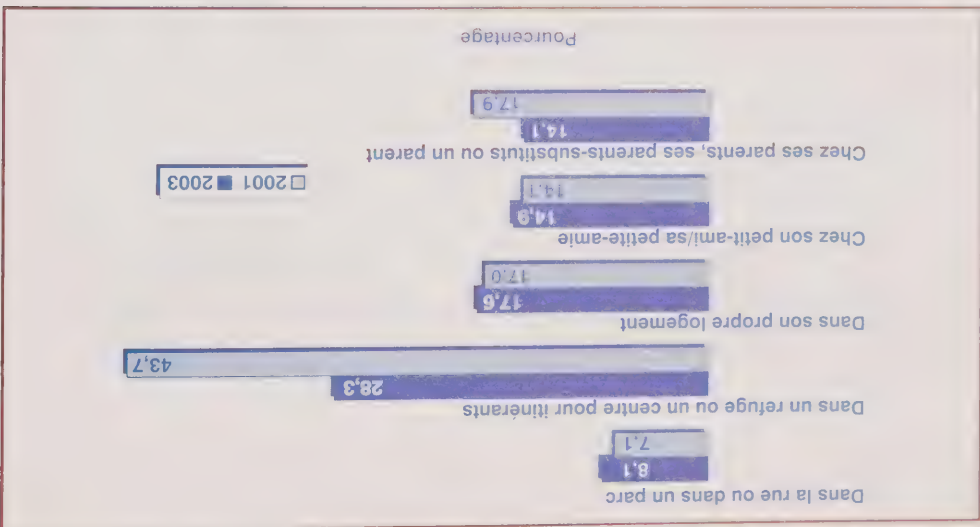 Dans la rue ou dans un parc
8,1
7.1
Dans un refuge ou un centre pour itinérants
28,3
43,7
Dans son propre logement
17,6
17.0
Chez son petit-ami/sa petite-amie
14,9
14.1
2001 2003
Chez ses parents, ses parents-substituts ou un parent
14.1
17.9
Pourcentage